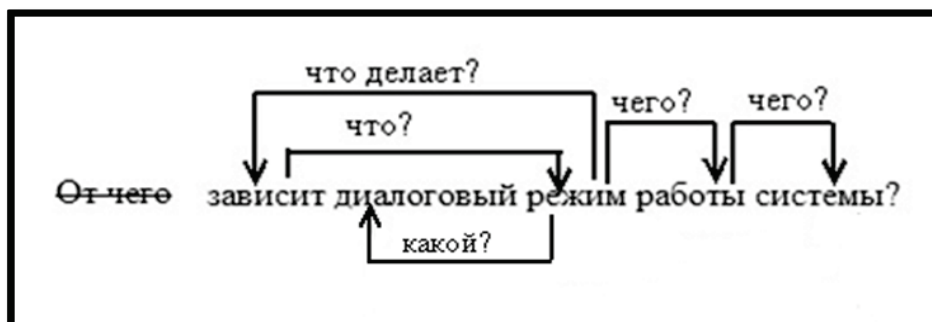 что делает?
что? чего? чего?
От чего зависит диалоговый режим работы системы?
какой?